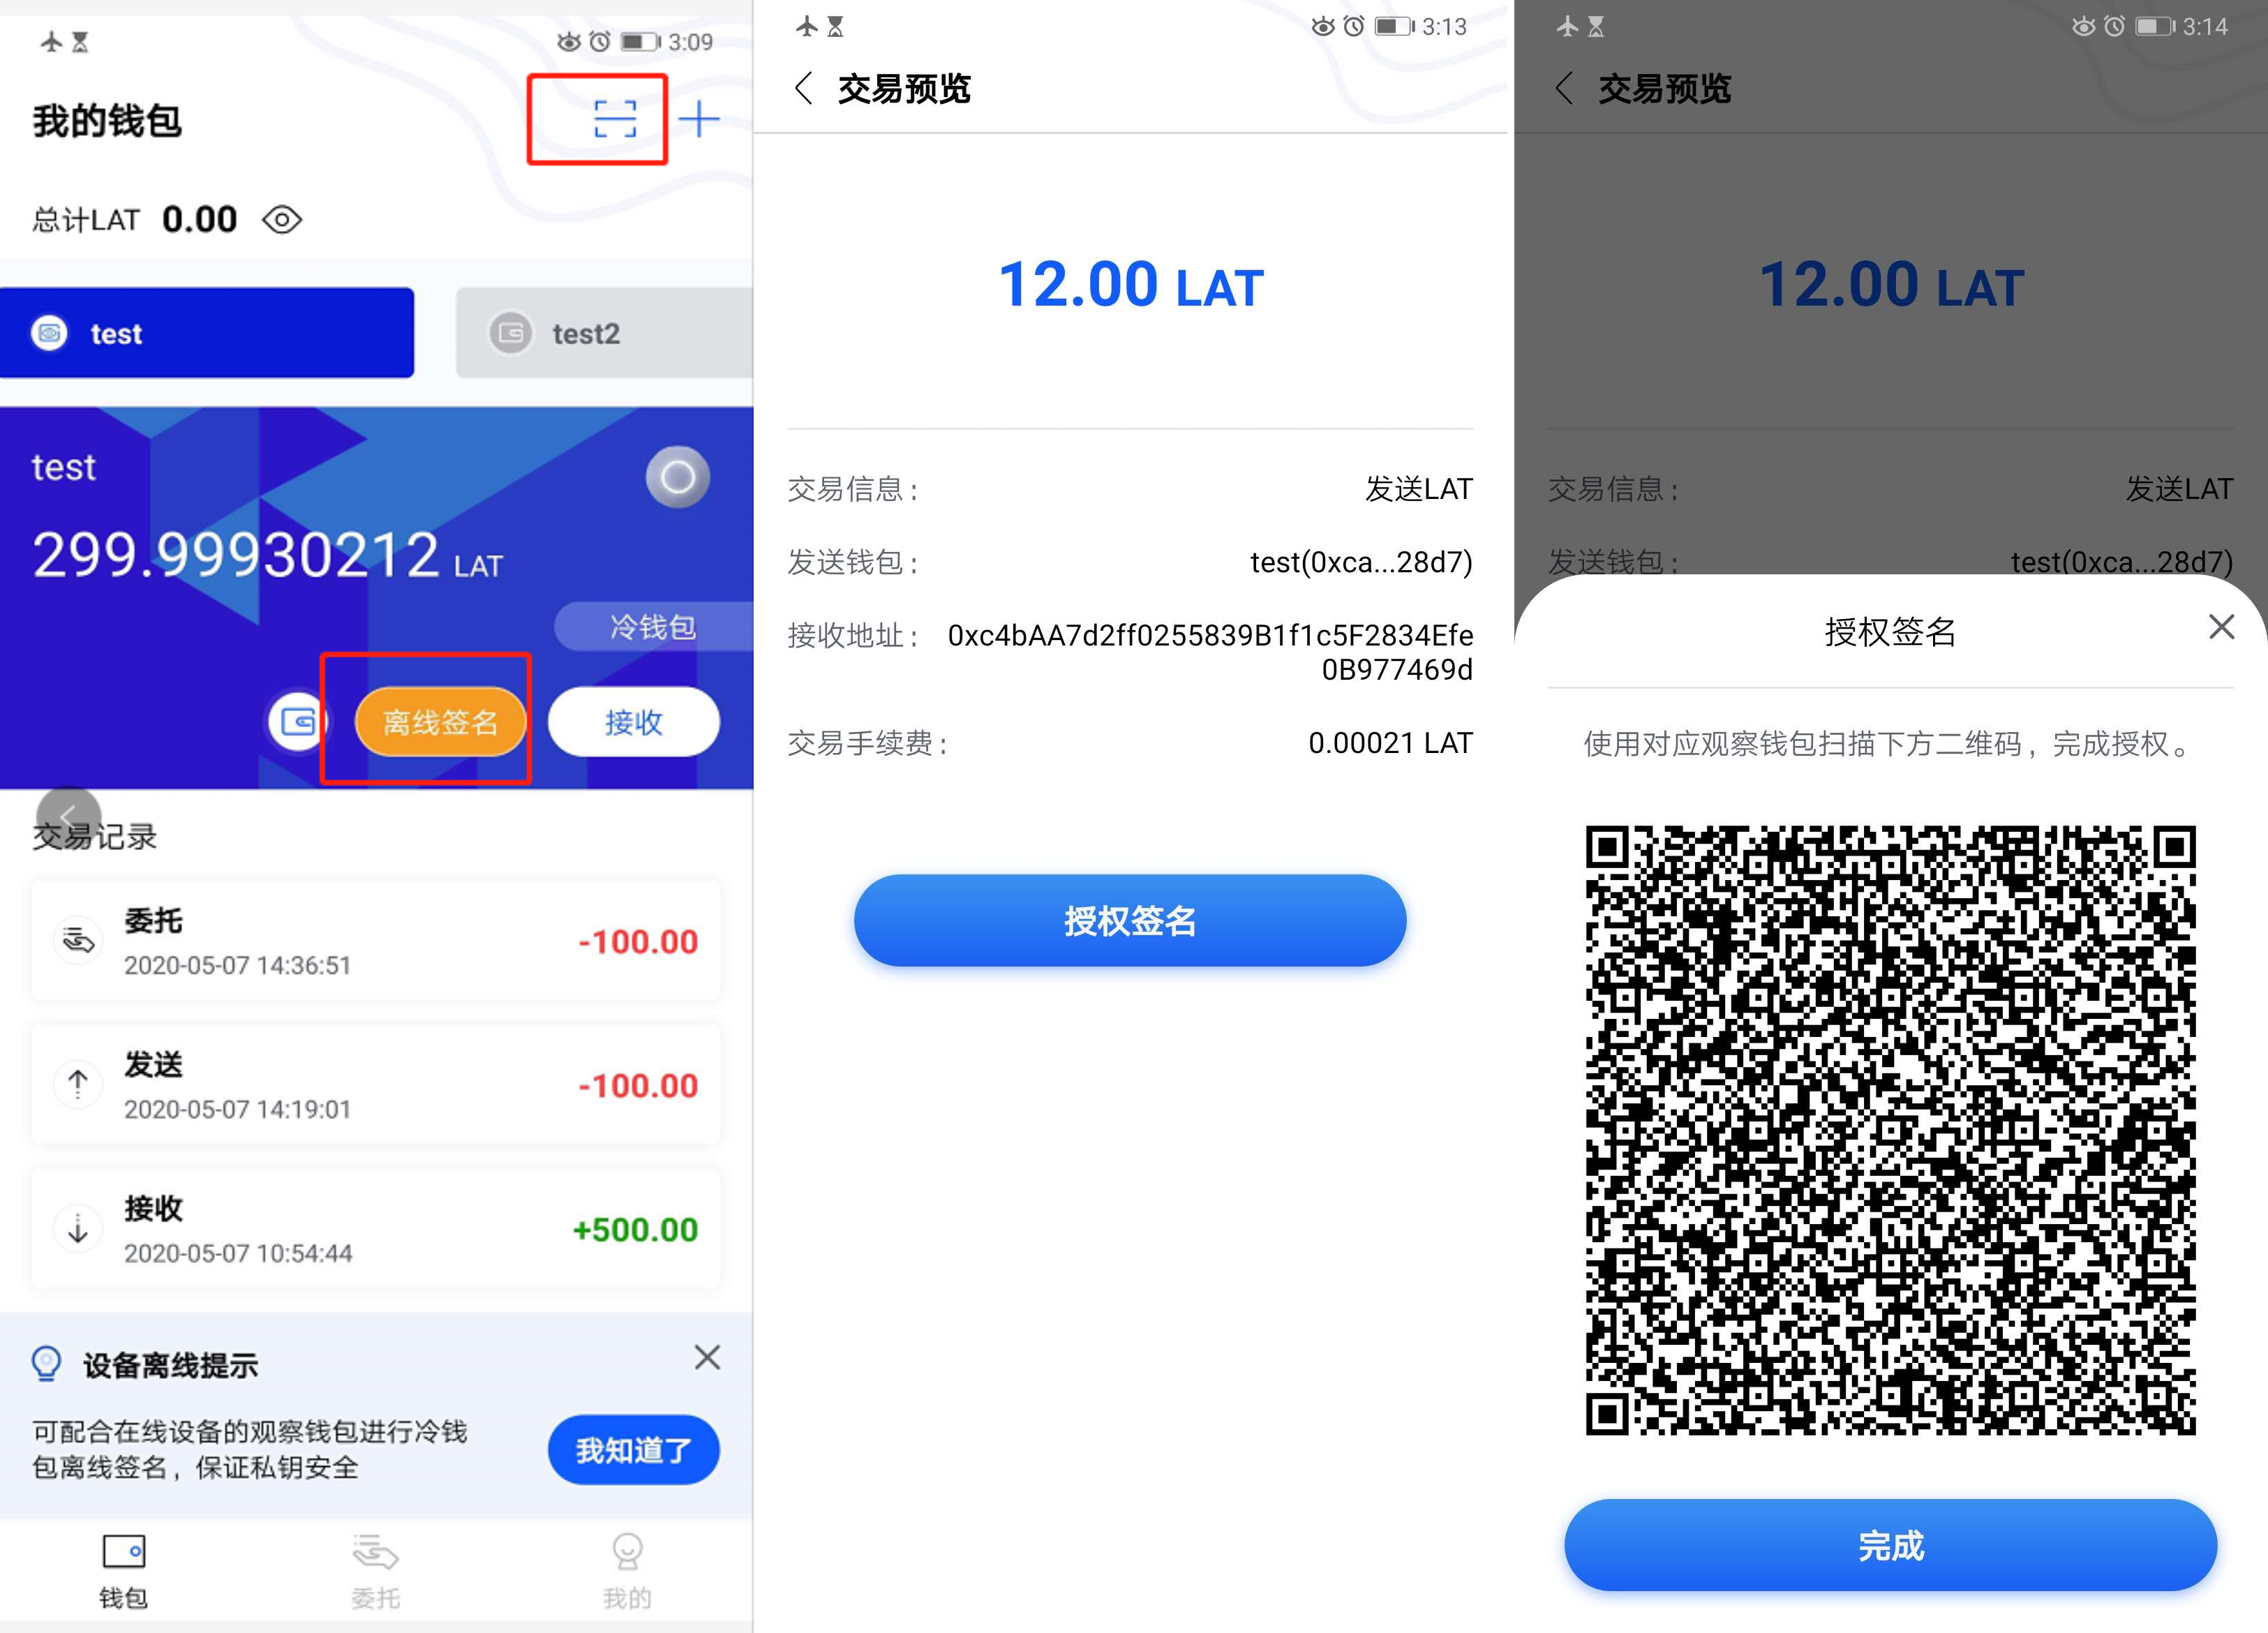 3:09
我的钱包
总计LAT 0.00
test
test2
test
299.99930212 LAT
冷钱包
离线签名
接收
交易记录
委托
2020-05-07 14:36:51
-100.00
发送
2020-05-07 14:19:01
-100.00
接收
2020-05-07 10:54:44
+500.00
设备离线提示
可配合在线设备的观察钱包进行冷钱
包离线签名，保证私钥安全
我知道了
钱包
委托
我的
3:13
交易预览
12.00 LAT
交易信息：
发送LAT
发送钱包：
test(0xca...28d7)
接收地址：
0xc4bAA7d2ff0255839B1f1c5F2834Efe
0B977469d
交易手续费：
0.00021 LAT
授权签名
3:14
交易预览
12.00 LAT
交易信息：
发送LAT
发送钱包：
test(0xca...28d7)
授权签名
使用对应观察钱包扫描下方二维码，完成授权。
完成